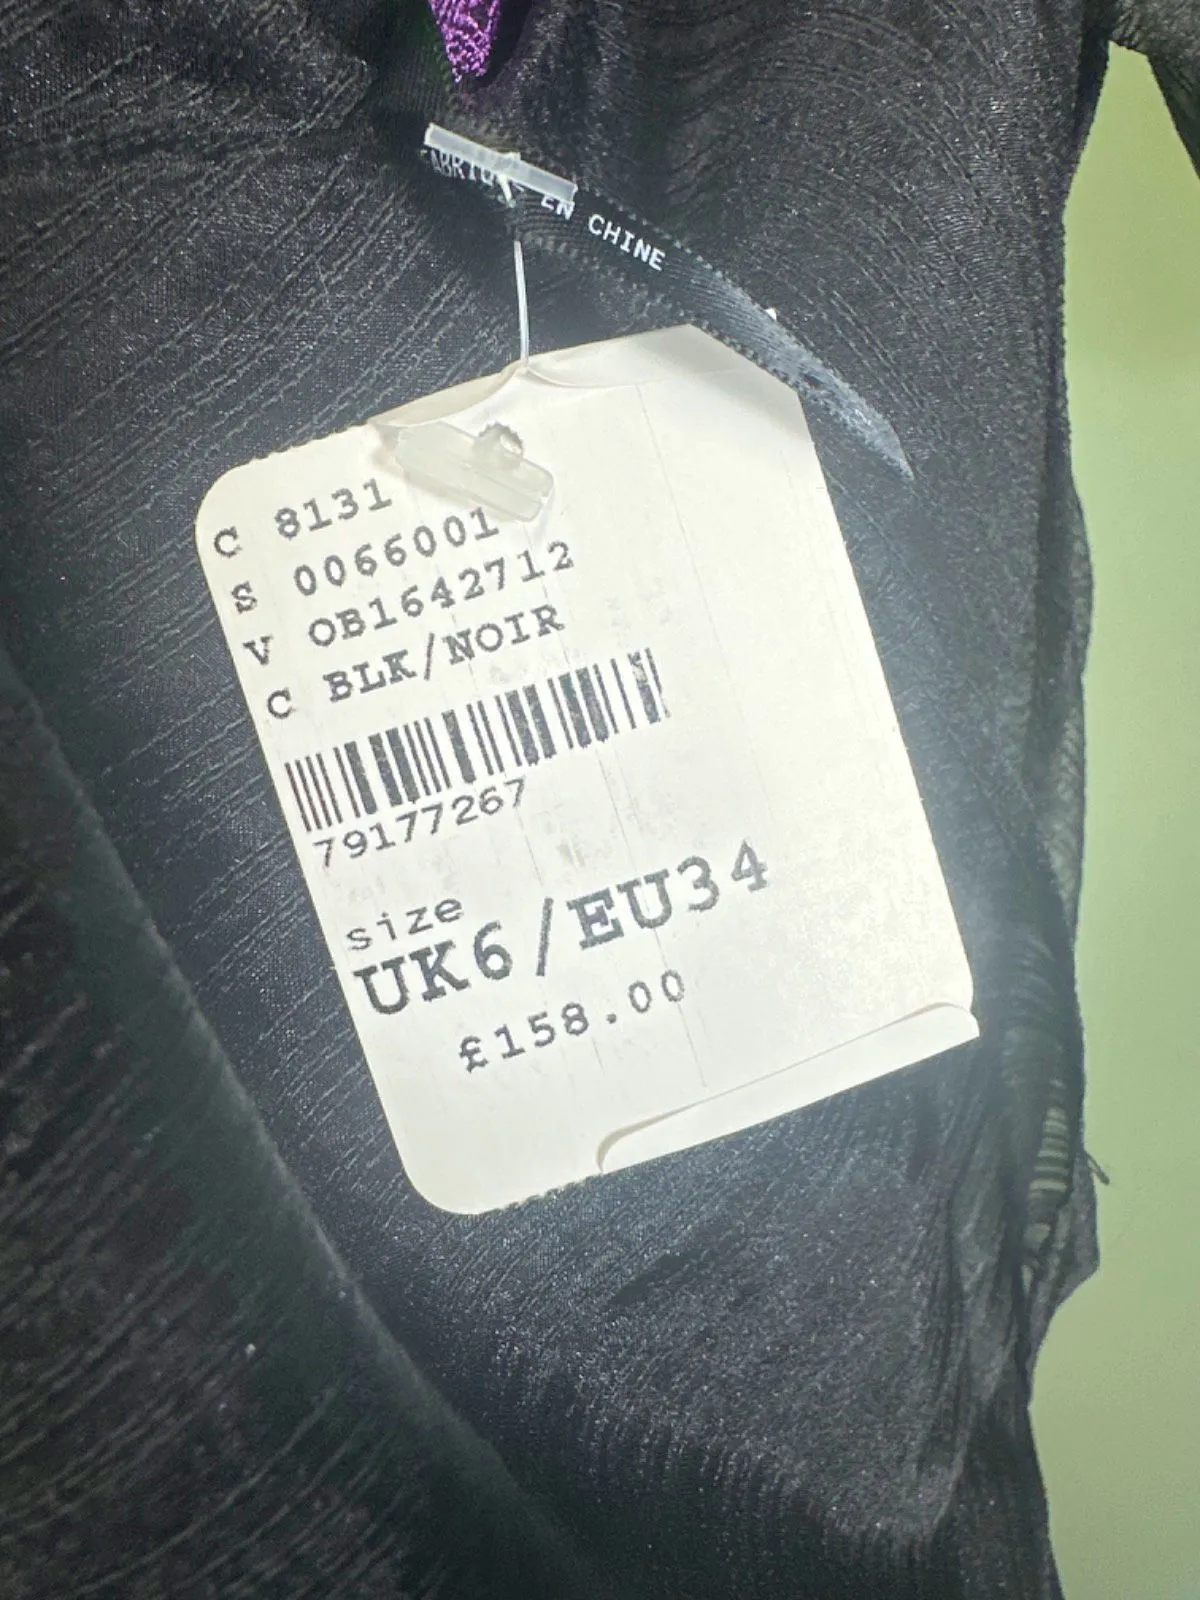 EN CHINE
C 8131
S 0066001
V OB1642712
C BLK/NOIR
79177267
size
UK6/EU34
£158.00